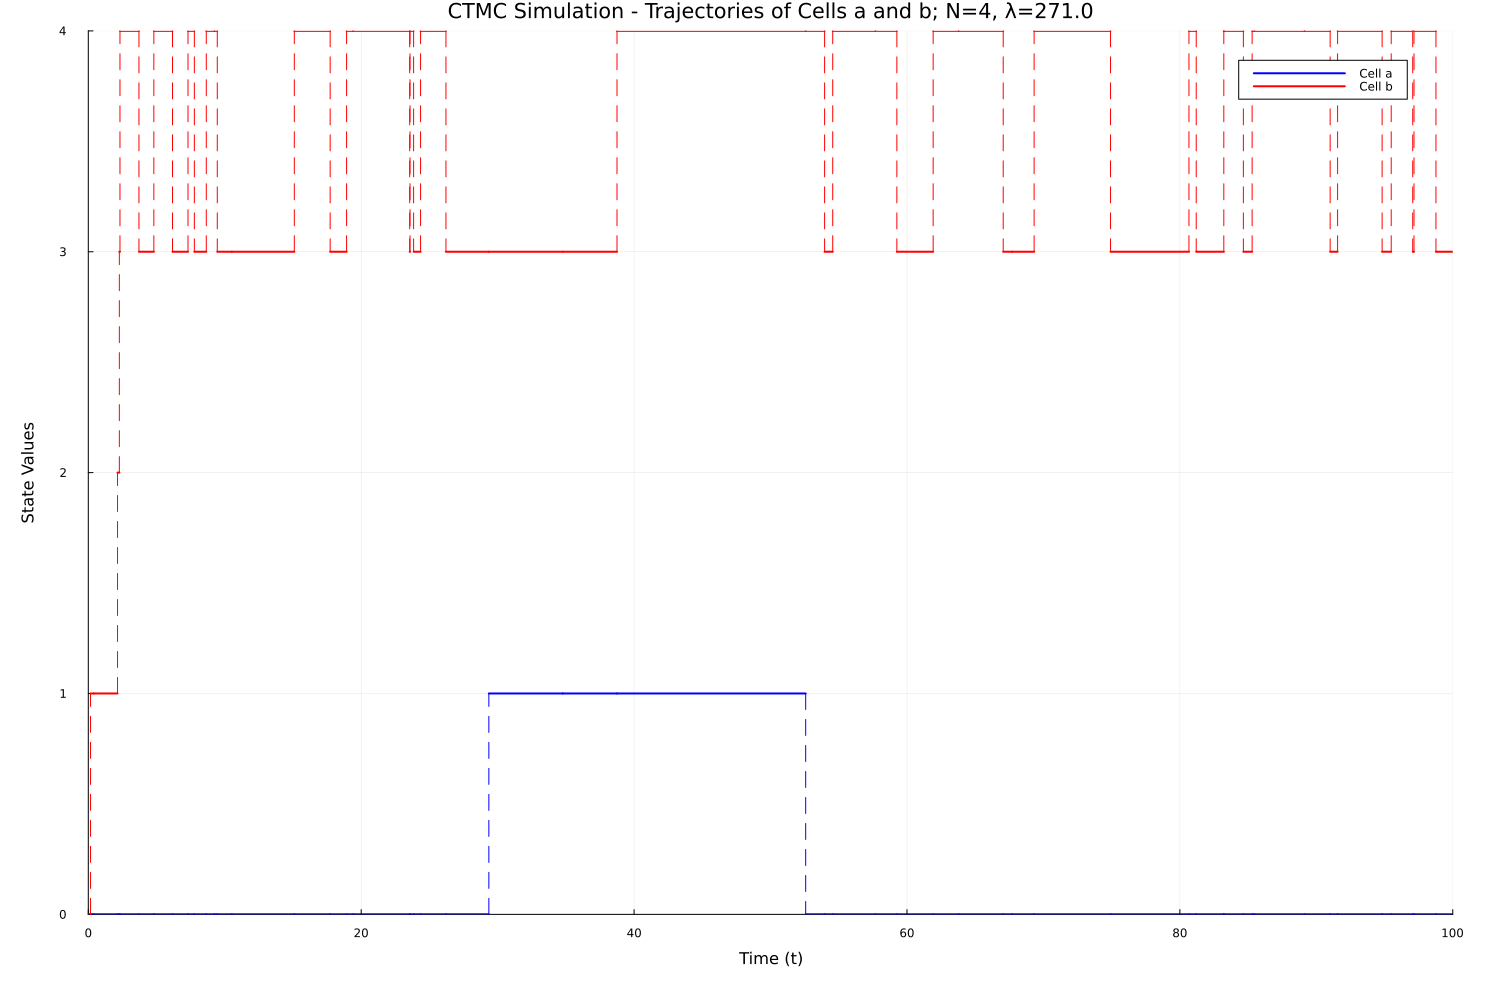 CTMC Simulation - Trajectories of Cells a and b; N=4, λ=271.0
4
Cell a
Cell b
3
State Values
2
1
0
0 20 40 60 80 100
Time (t)